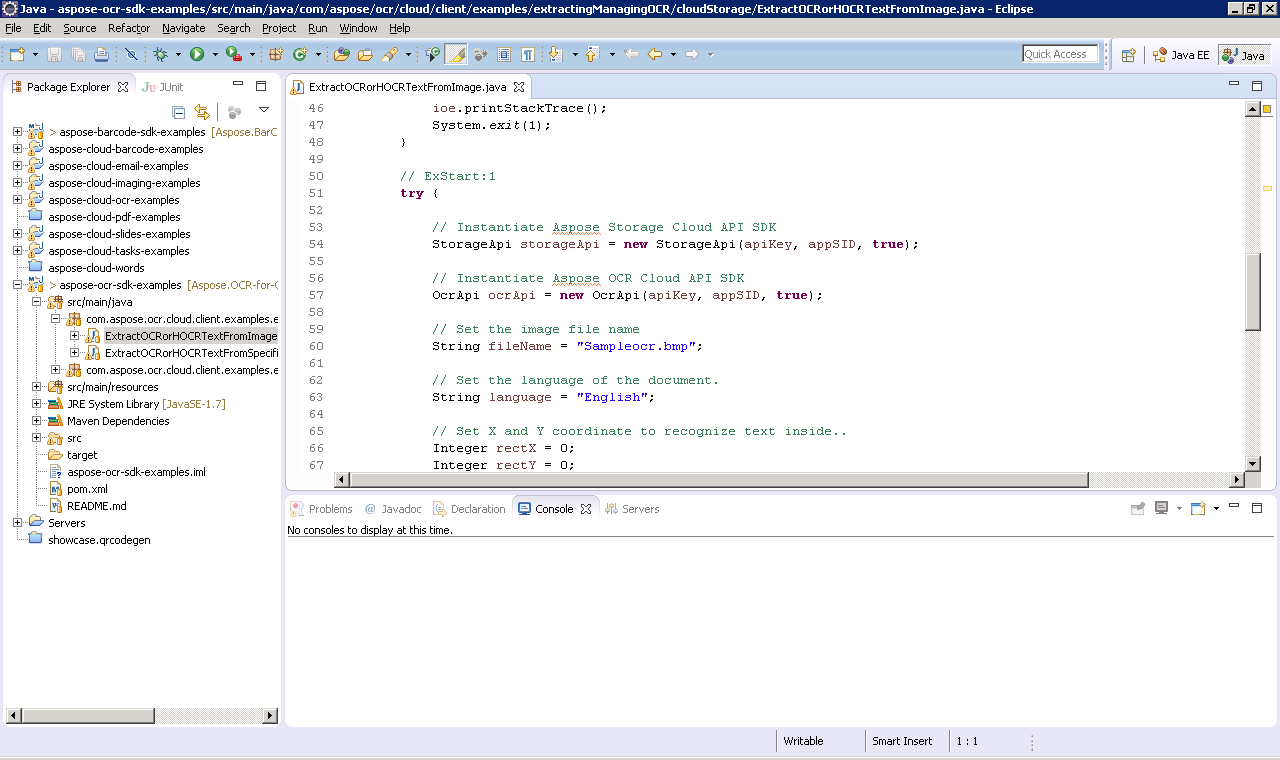 Java - aspose-ocr-sdk-examples/src/main/java/com/aspose/ocr/cloud/client/examples/extractingManagingOCR/cloudStorage/ExtractOCRorHOCRTextFromImage.java - Eclipse
File Edit Source Refactor Navigate Search Project Run Window Help
Quick Access Java EE Java
Package Explorer JUnit
> aspose-barcode-sdk-examples [Aspose.BarC
aspose-cloud-barcode-examples
aspose-cloud-email-examples
aspose-cloud-imaging-examples
aspose-cloud-ocr-examples
aspose-cloud-pdf-examples
aspose-cloud-slides-examples
aspose-cloud-tasks-examples
aspose-cloud-words
> aspose-ocr-sdk-examples [Aspose.OCR-for-C
src/main/java
com.aspose.ocr.cloud.client.examples.e
ExtractOCRorHOCRTextFromImage
ExtractOCRorHOCRTextFromSpecifi
com.aspose.ocr.cloud.client.examples.e
src/main/resources
JRE System Library [JavaSE-1.7]
Maven Dependencies
src
target
aspose-ocr-sdk-examples.iml
pom.xml
README.md
Servers
showcase.qrcodegen
ExtractOCRorHOCRTextFromImage.java
46 ioe.printStackTrace();
47 System.exit(1);
48 }
49
50 // ExStart:1
51 try {
52
53 // Instantiate Aspose Storage Cloud API SDK
54 StorageApi storageApi = new StorageApi(apiKey, appSID, true);
55
56 // Instantiate Aspose OCR Cloud API SDK
57 OcrApi ocrApi = new OcrApi(apiKey, appSID, true);
58
59 // Set the image file name
60 String fileName = "Sampleocr.bmp";
61
62 // Set the language of the document.
63 String language = "English";
64
65 // Set X and Y coordinate to recognize text inside..
66 Integer rectX = 0;
67 Integer rectY = 0;
Problems Javadoc Declaration Console Servers
No consoles to display at this time.
Writable Smart Insert 1 : 1